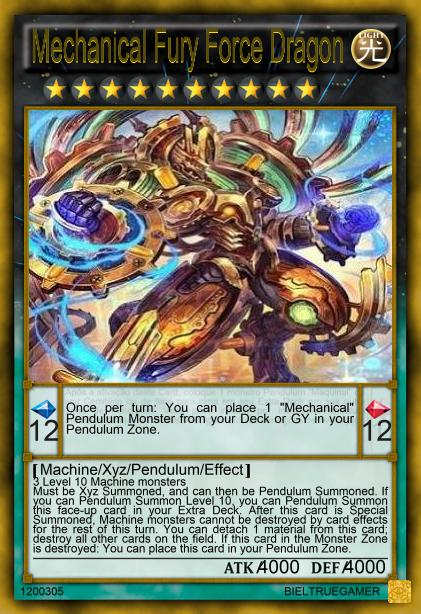 Mechanical Fury Force Dragon
LIGHT
光
12
Once per turn: You can place 1 "Mechanical"
Pendulum Monster from your Deck or GY in your
Pendulum Zone.
12
[Machine/Xyz/Pendulum/Effect]
3 Level 10 Machine monsters
Must be Xyz Summoned, and can then be Pendulum Summoned. If
you can Pendulum Summon Level 10, you can Pendulum Summon
this face-up card in your Extra Deck. After this card is Special
Summoned, Machine monsters cannot be destroyed by card effects
for the rest of this turn. You can detach 1 material from this card;
destroy all other cards on the field. If this card in the Monster Zone
is destroyed: You can place this card in your Pendulum Zone.
ATK 4000 DEF 4000
1200305
BIELTRUEGAMER